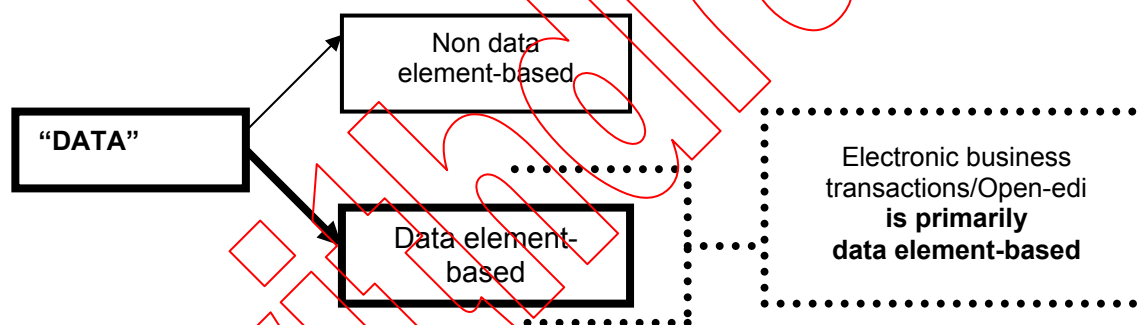 Non data
element-based
“DATA”
Electronic business
transactions/Open-edi
is primarily
data element-based
Data element-
based